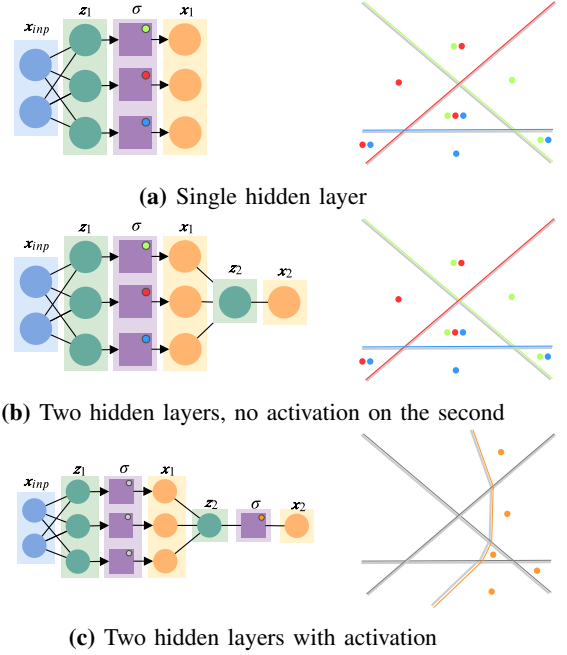 x_inp z_1 σ x_1
(a) Single hidden layer
x_inp z_1 σ x_1 z_2 x_2
(b) Two hidden layers, no activation on the second
x_inp z_1 σ x_1 z_2 σ x_2
(c) Two hidden layers with activation